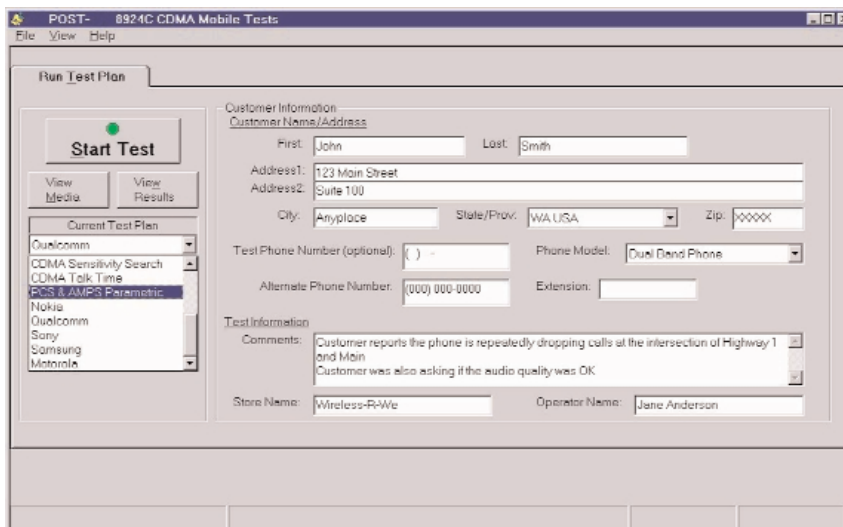 POST- 8924C CDMA Mobile Tests
File View Help
Run Test Plan
Start Test
View Media
View Results
Current Test Plan
Qualcomm
CDMA Sensitivity Search
CDMA Talk Time
PCS & AMPS Parametric
Nokia
Qualcomm
Sony
Samsung
Motorola
Customer Information
Customer Name/Address
First: John Last: Smith
Address1: 123 Main Street
Address2: Suite 100
City: Anyplace State/Prov: WA USA Zip: XXXXX
Test Phone Number (optional): ( ) - Phone Model: Dual Band Phone
Alternate Phone Number: (000) 000-0000 Extension:
Test Information
Comments: Customer reports the phone is repeatedly dropping calls at the intersection of Highway 1
and Main
Customer was also asking if the audio quality was OK
Store Name: Wireless-R-We Operator Name: Jane Anderson